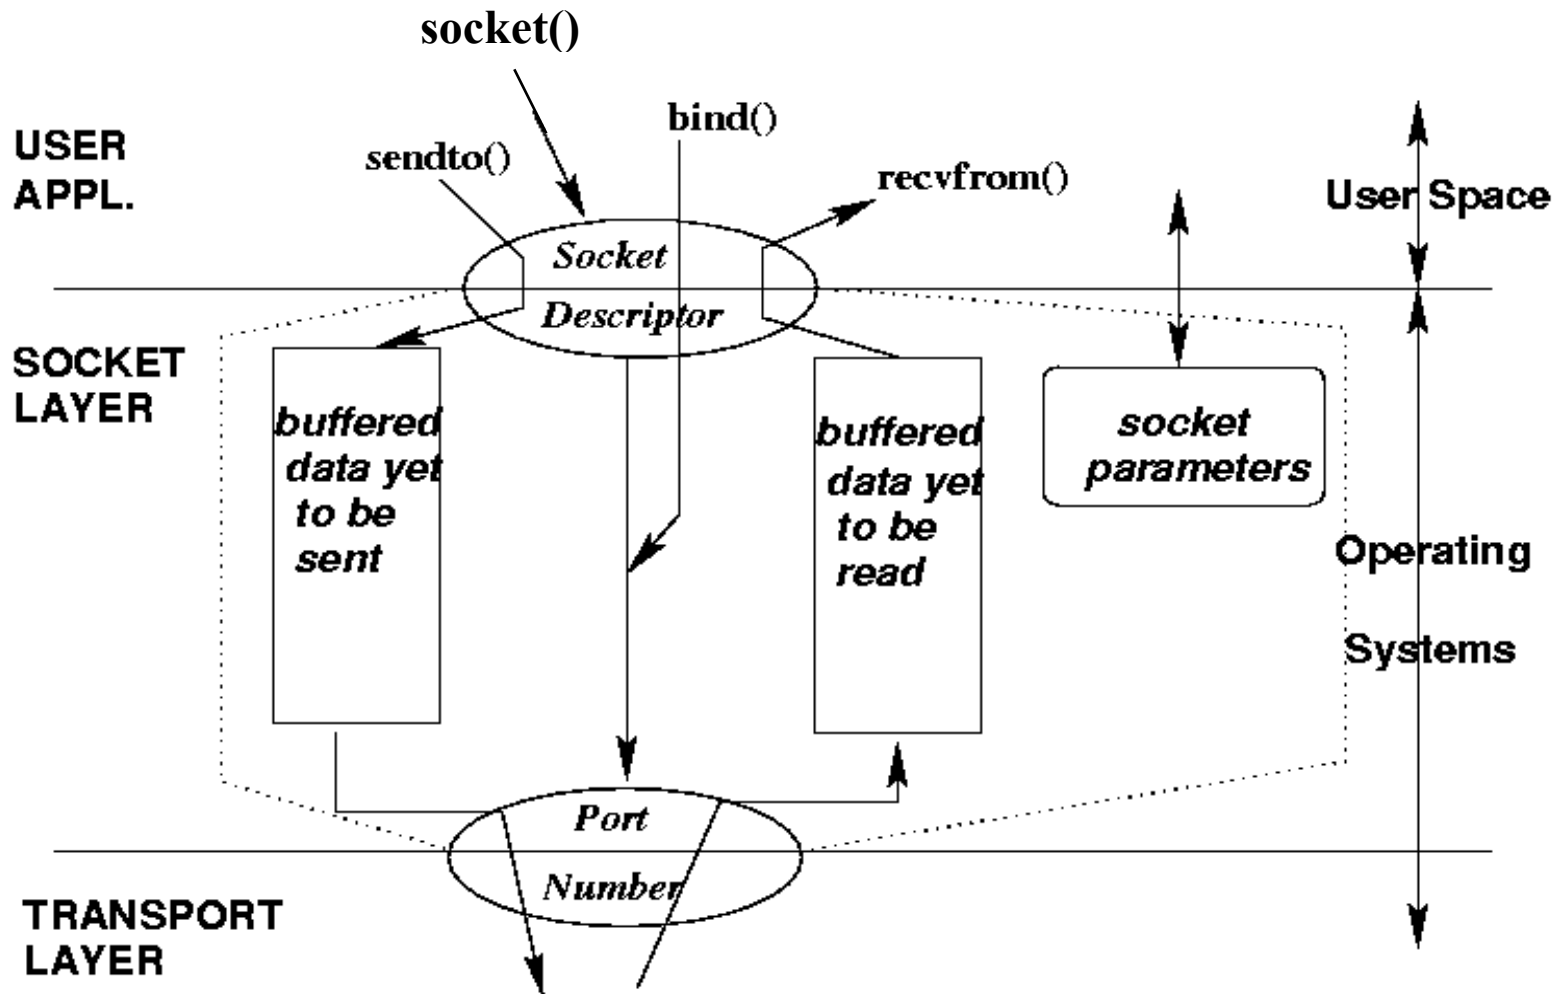 socket()
bind()
sendto()
recvfrom()
USER
APPL.
User Space
Socket
Descriptor
SOCKET
LAYER
buffered
data yet
to be
sent
buffered
data yet
to be
read
socket
parameters
Operating
Systems
Port
Number
TRANSPORT
LAYER